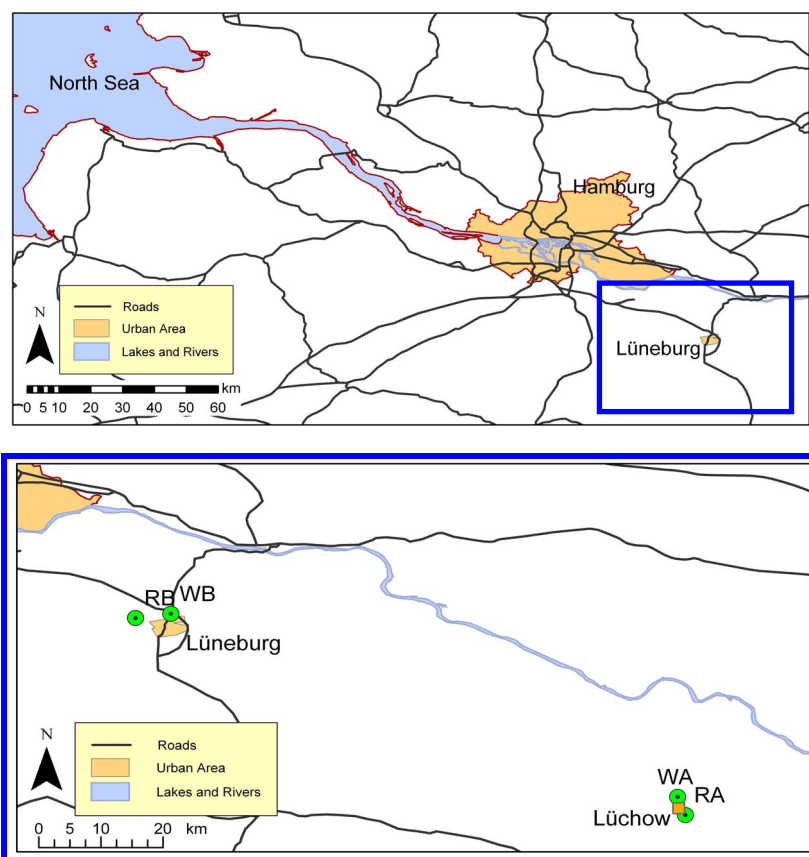 North Sea
Hamburg
Lüneburg
N
Roads
Urban Area
Lakes and Rivers
km
0 5 10 20 30 40 50 60
RB WB
Lüneburg
N
Roads
Urban Area
Lakes and Rivers
0 5 10 20 km
WA
RA
Lüchow